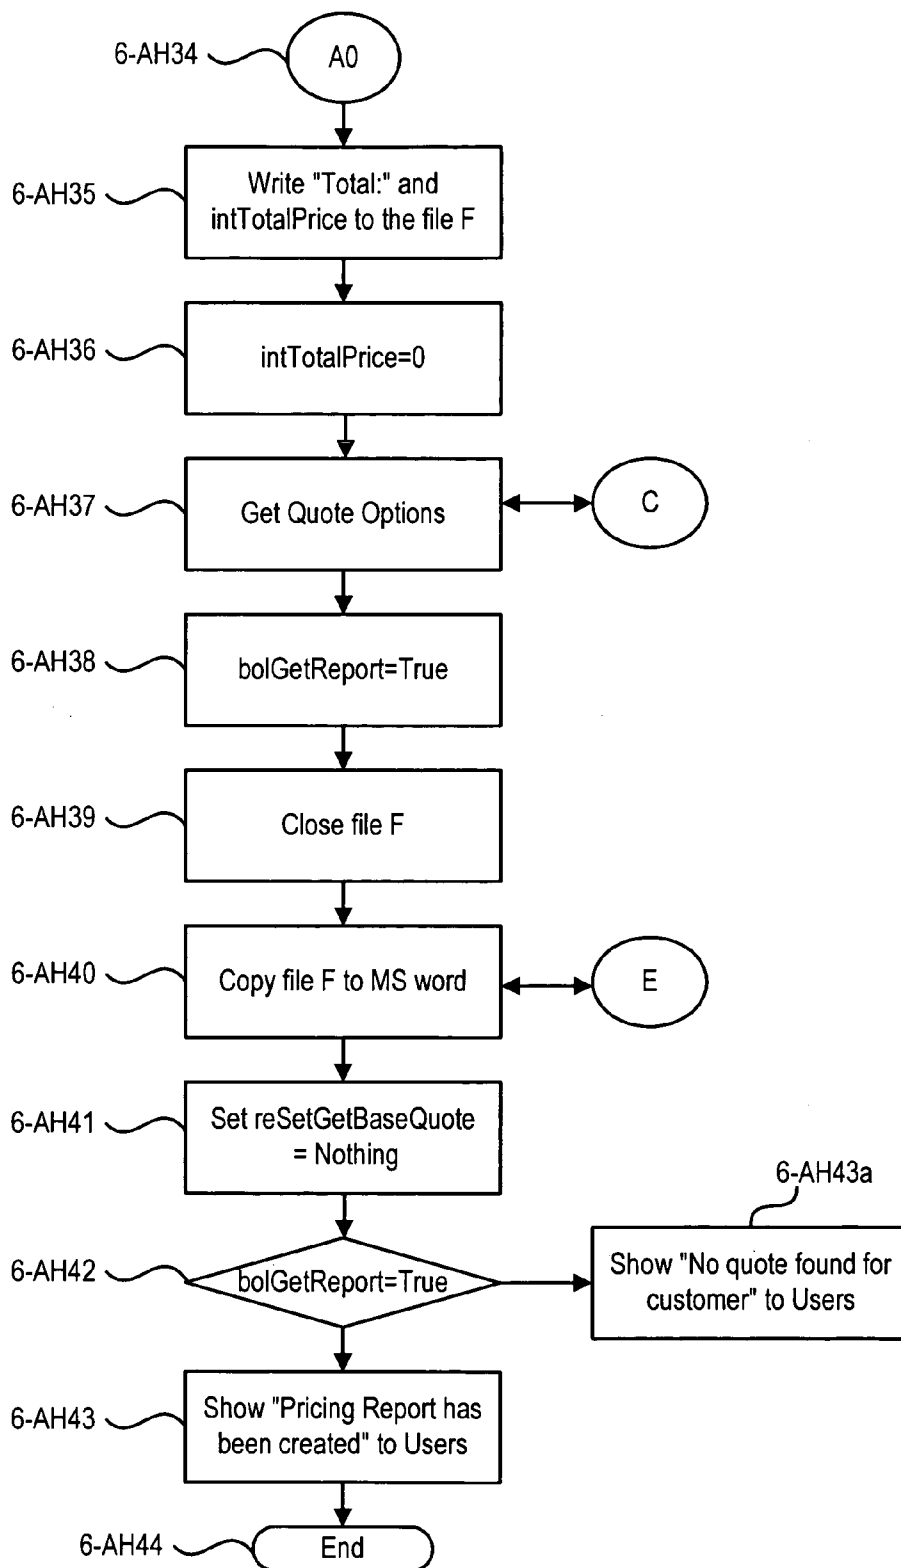 6-AH34
A0
6-AH35
Write "Total:" and
intTotalPrice to the file F
6-AH36
intTotalPrice=0
6-AH37
Get Quote Options
C
6-AH38
bolGetReport=True
6-AH39
Close file F
6-AH40
Copy file F to MS word
E
6-AH41
Set reSetGetBaseQuote
= Nothing
6-AH42
bolGetReport=True
6-AH43a
Show "No quote found for
customer" to Users
6-AH43
Show "Pricing Report has
been created" to Users
6-AH44
End